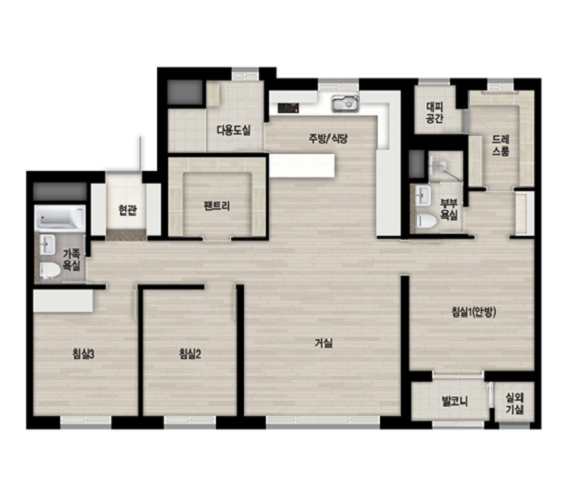 다용도실
주방/식당
대피
공간
드레
스룸
현관
팬트리
부부
욕실
가족
욕실
침실3
침실2
거실
침실1(안방)
발코니
실외
기실